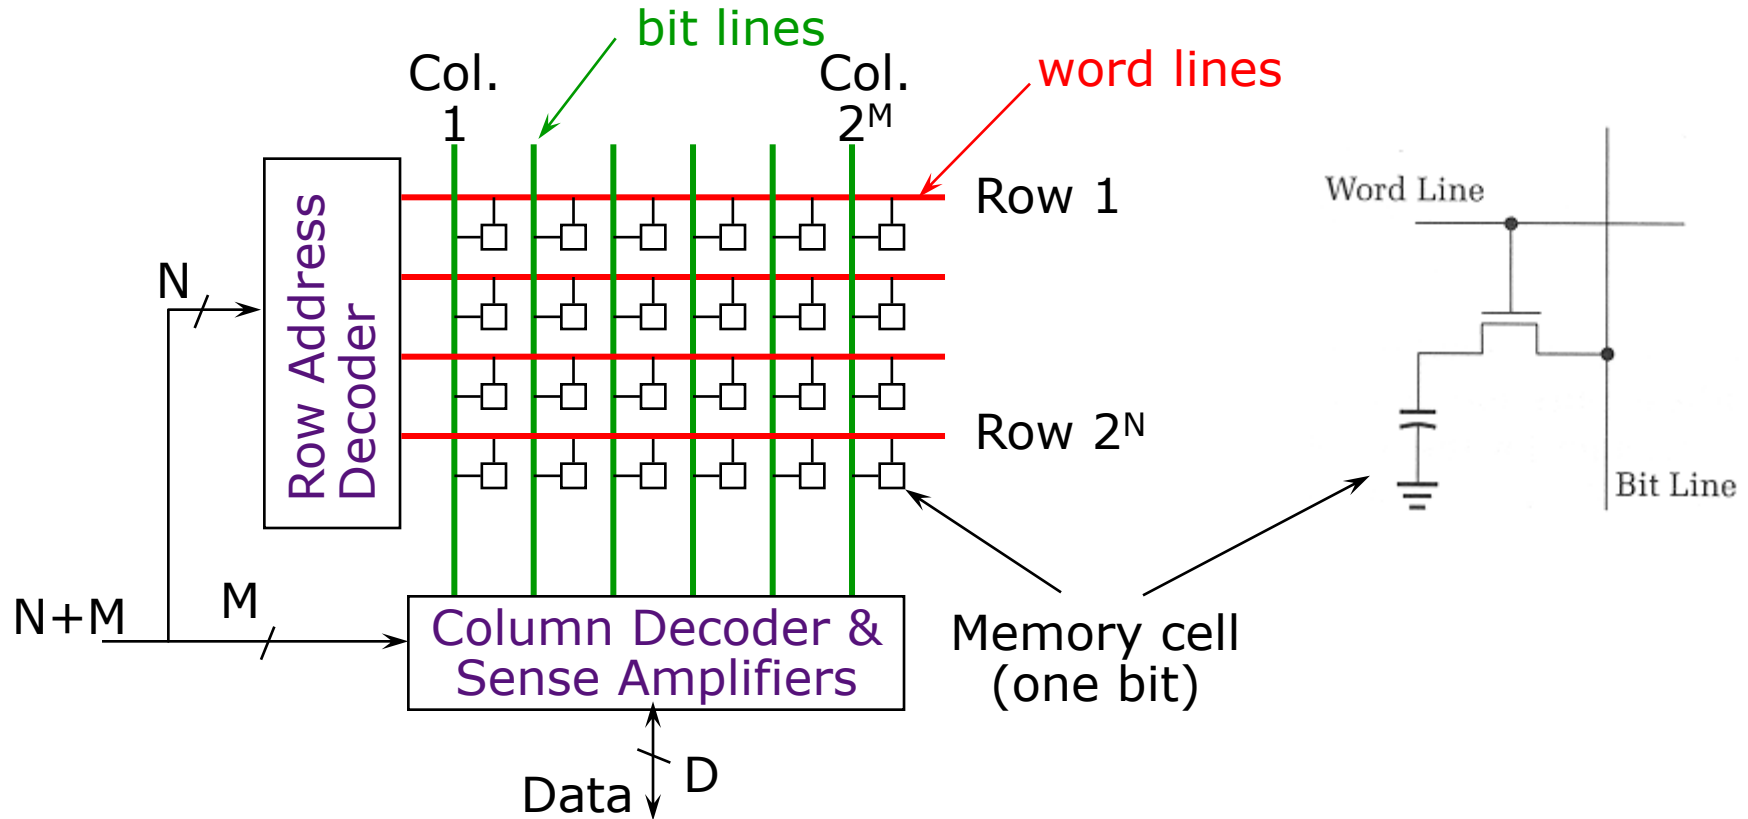 bit lines
Col.
1
Col.
2ᴹ
word lines
Row 1
Word Line
Row Address
Decoder
N
Row 2ᴺ
Bit Line
N+M
M
Column Decoder &
Sense Amplifiers
Memory cell
(one bit)
Data
D